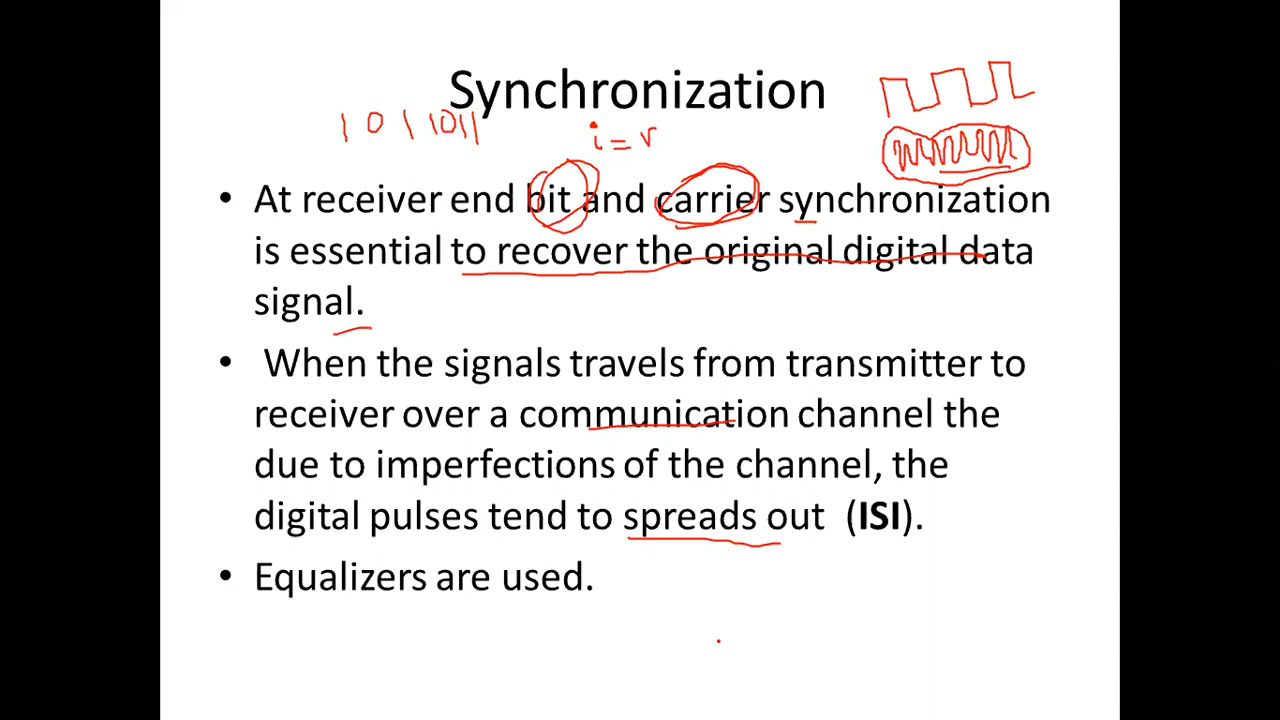 Synchronization
1 0 1 1011
i = r
• At receiver end bit and carrier synchronization
is essential to recover the original digital data
signal.
• When the signals travels from transmitter to
receiver over a communication channel the
due to imperfections of the channel, the
digital pulses tend to spreads out (ISI).
• Equalizers are used.